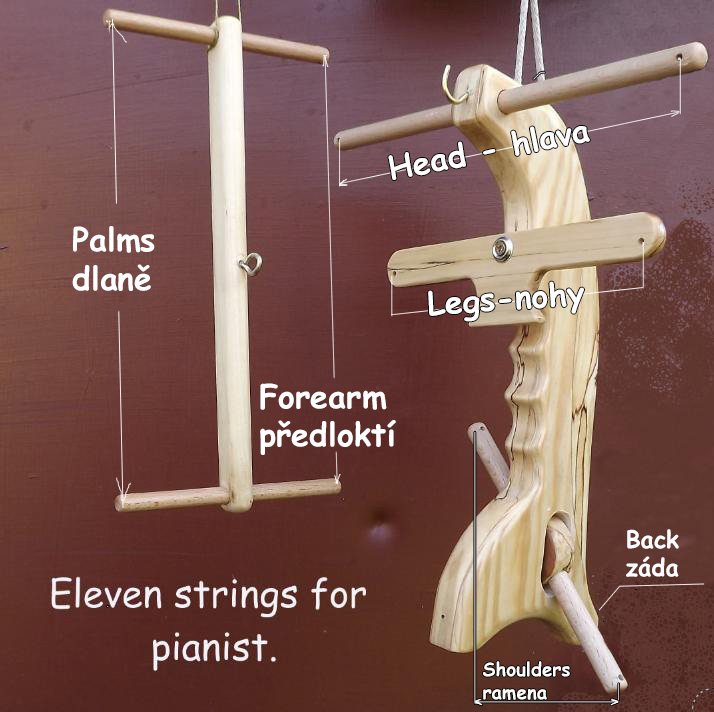 Head - hlava
Palms
dlaně
Legs-nohy
Forearm
předloktí
Back
záda
Eleven strings for
pianist.
Shoulders
ramena